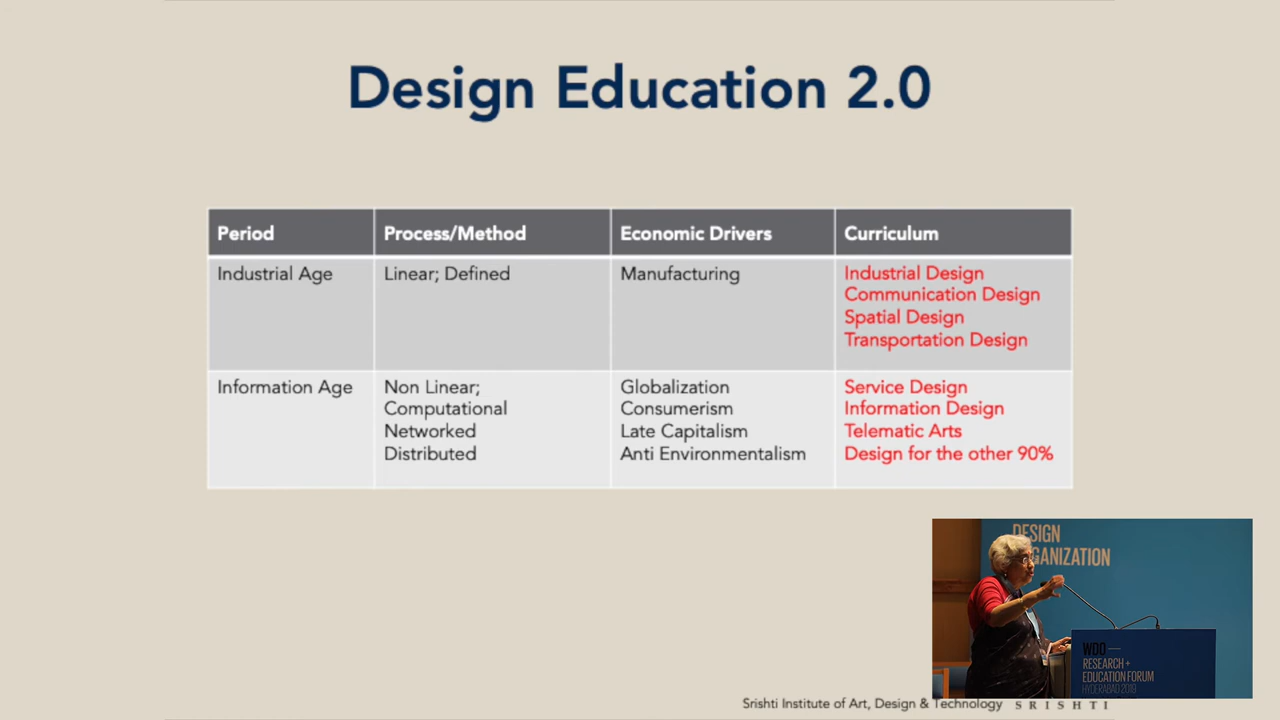 Design Education 2.0
Period
Process/Method
Economic Drivers
Curriculum
Industrial Age
Linear; Defined
Manufacturing
Industrial Design
Communication Design
Spatial Design
Transportation Design
Information Age
Non Linear;
Computational
Networked
Distributed
Globalization
Consumerism
Late Capitalism
Anti Environmentalism
Service Design
Information Design
Telematic Arts
Design for the other 90%
DESIGN
WDO—
RESEARCH +
EDUCATION FORUM
HYDERABAD 2019
Srishti Institute of Art, Design & Technology SRISHTI